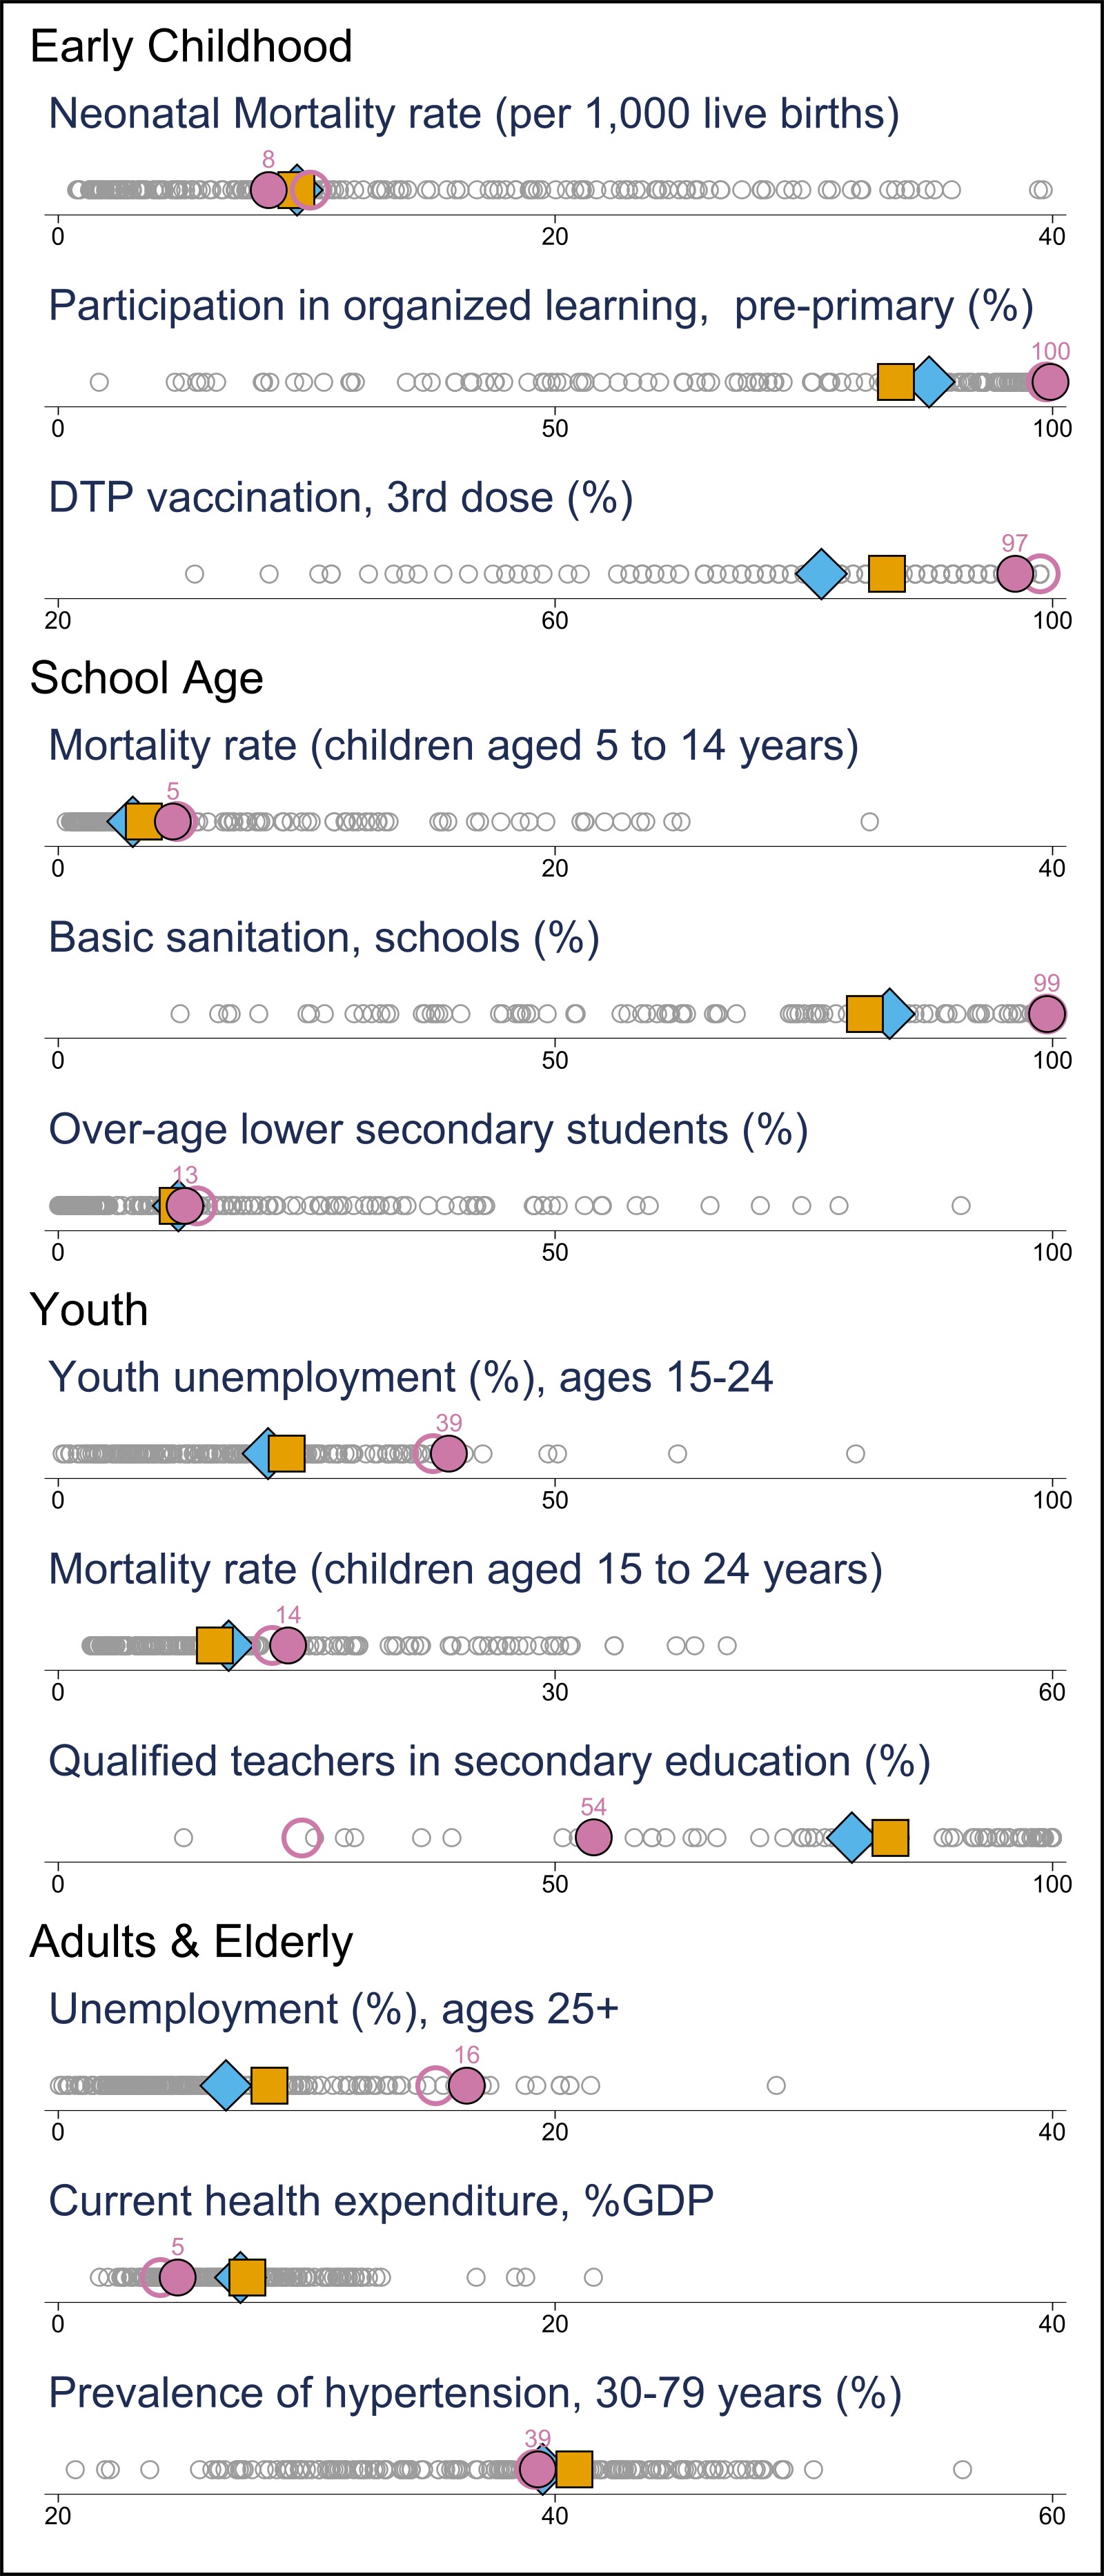 Early Childhood
Neonatal Mortality rate (per 1,000 live births)
8
0 20 40
Participation in organized learning,  pre-primary (%)
100
0 50 100
DTP vaccination, 3rd dose (%)
97
20 60 100
School Age
Mortality rate (children aged 5 to 14 years)
5
0 20 40
Basic sanitation, schools (%)
99
0 50 100
Over-age lower secondary students (%)
13
0 50 100
Youth
Youth unemployment (%), ages 15-24
39
0 50 100
Mortality rate (children aged 15 to 24 years)
14
0 30 60
Qualified teachers in secondary education (%)
54
0 50 100
Adults & Elderly
Unemployment (%), ages 25+
16
0 20 40
Current health expenditure, %GDP
5
0 20 40
Prevalence of hypertension, 30-79 years (%)
39
20 40 60